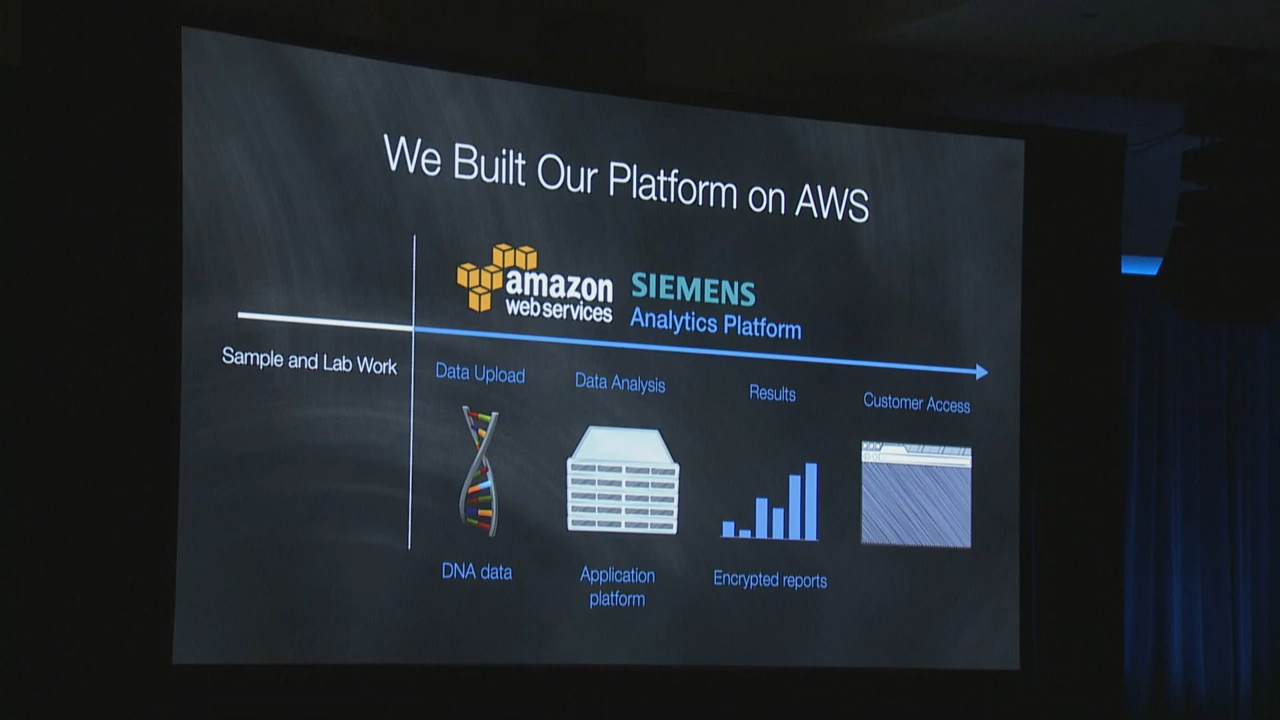 We Built Our Platform on AWS
amazon
web services
SIEMENS
Analytics Platform
Sample and Lab Work
Data Upload
Data Analysis
Results
Customer Access
DNA data
Application
platform
Encrypted reports